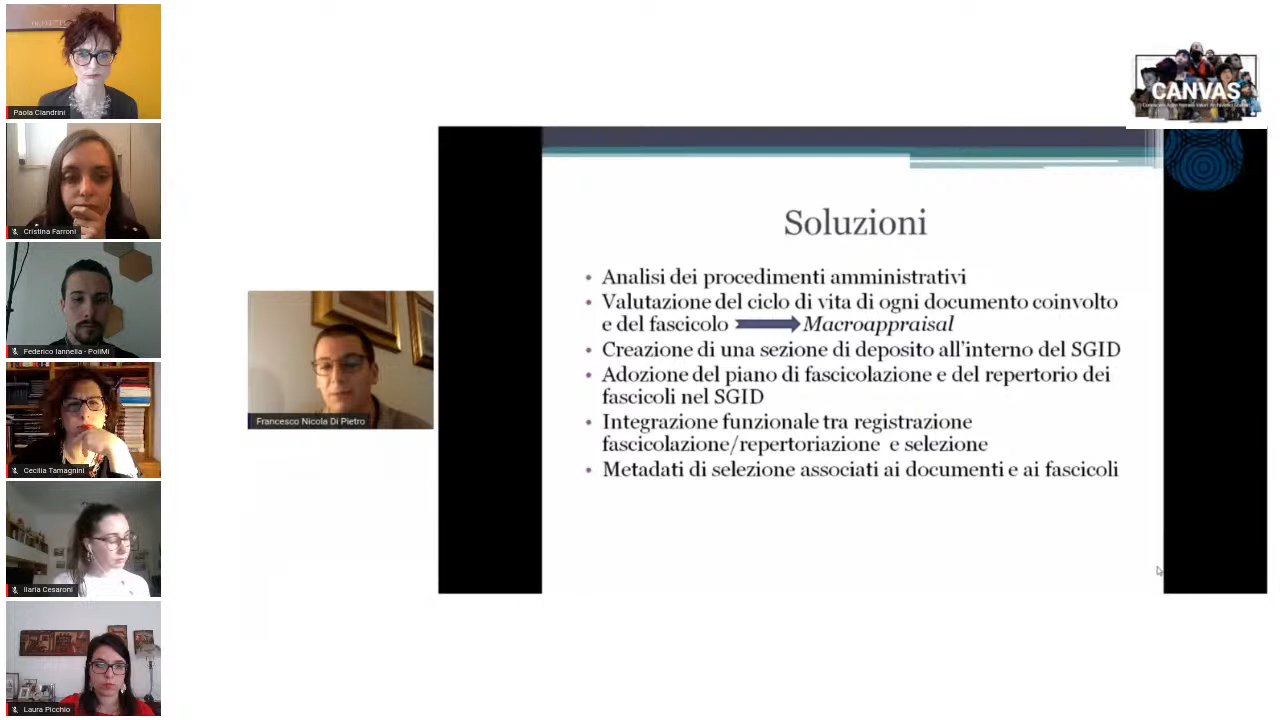 Paola Ciandrini
Cristina Farroni
Federico Iannella - PoliMi
Cecilia Tamagnini
Ilaria Cesaroni
Laura Picchio
Francesco Nicola Di Pietro
CANVAS
Soluzioni
• Analisi dei procedimenti amministrativi
• Valutazione del ciclo di vita di ogni documento coinvolto
e del fascicolo Macroappraisal
• Creazione di una sezione di deposito all'interno del SGID
• Adozione del piano di fascicolazione e del repertorio dei
fascicoli nel SGID
• Integrazione funzionale tra registrazione
fascicolazione/repertoriazione e selezione
• Metadati di selezione associati ai documenti e ai fascicoli